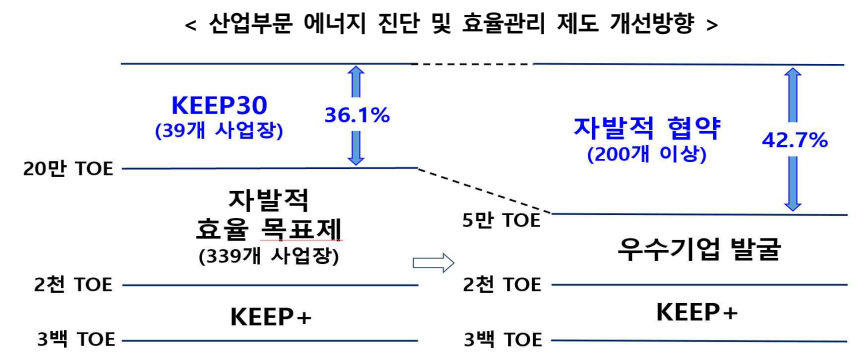 < 산업부문 에너지 진단 및 효율관리 제도 개선방향 >
KEEP30
(39개 사업장)
36.1%
20만 TOE
자발적
효율 목표제
(339개 사업장)
2천 TOE
KEEP+
3백 TOE
자발적 협약
(200개 이상)
42.7%
5만 TOE
우수기업 발굴
2천 TOE
KEEP+
3백 TOE